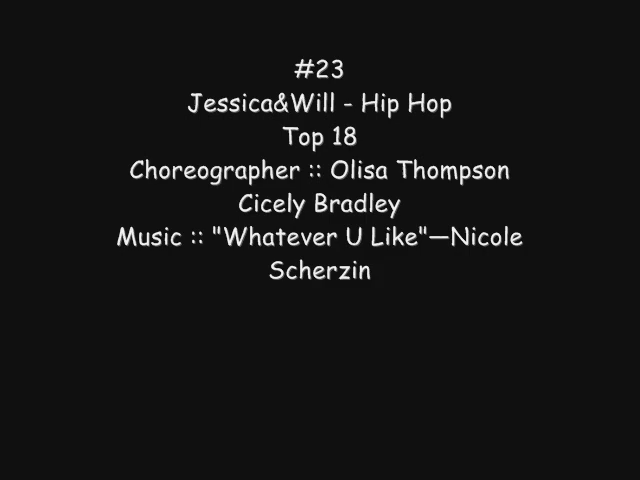 #23
Jessica&Will - Hip Hop
Top 18
Choreographer :: Olisa Thompson
Cicely Bradley
Music :: "Whatever U Like"—Nicole
Scherzin